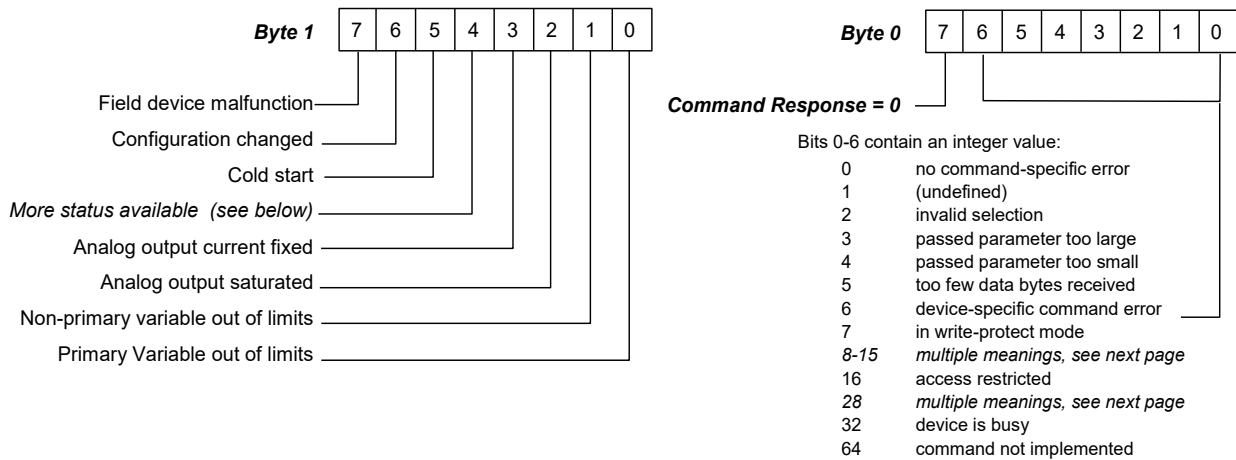 Byte 1 7 6 5 4 3 2 1 0
Field device malfunction
Configuration changed
Cold start
More status available (see below)
Analog output current fixed
Analog output saturated
Non-primary variable out of limits
Primary Variable out of limits
Byte 0 7 6 5 4 3 2 1 0
Command Response = 0
Bits 0-6 contain an integer value:
0 no command-specific error
1 (undefined)
2 invalid selection
3 passed parameter too large
4 passed parameter too small
5 too few data bytes received
6 device-specific command error
7 in write-protect mode
8-15 multiple meanings, see next page
16 access restricted
28 multiple meanings, see next page
32 device is busy
64 command not implemented